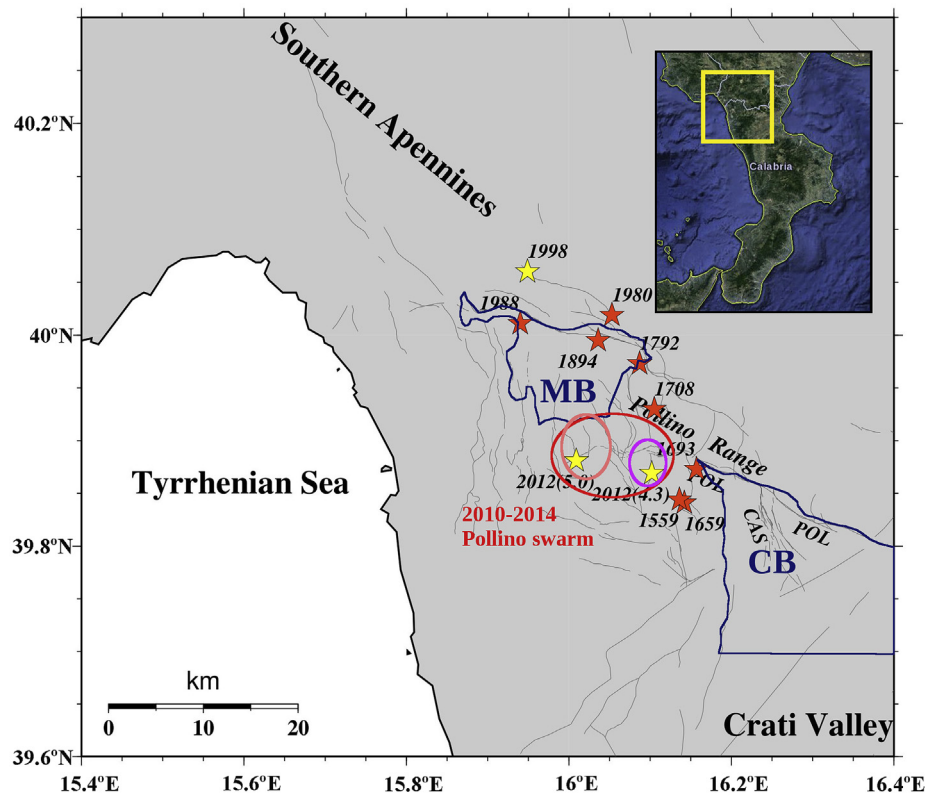 Southern Apennines
Calabria
40.2°N
1998
1988
1980
40°N
1894
1792
MB
1708
Pollino
Range
1693
POL
Tyrrhenian Sea
2012(5.0)
2012(4.3)
2010-2014
Pollino swarm
1559
1659
CAS
POL
39.8°N
CB
km
0
10
20
Crati Valley
39.6°N
15.4°E
15.6°E
15.8°E
16°E
16.2°E
16.4°E